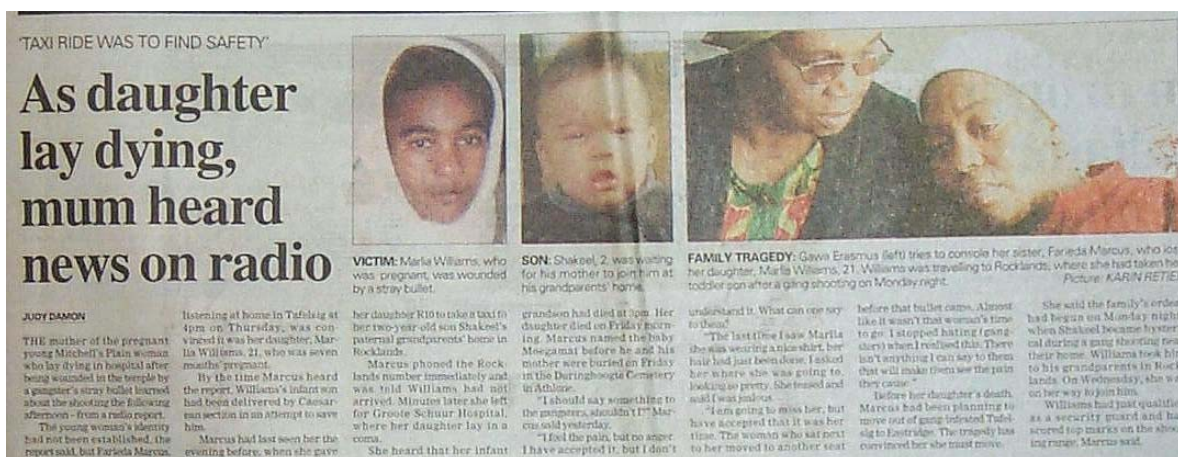 'TAXI RIDE WAS TO FIND SAFETY'
As daughter
lay dying,
mum heard
news on radio
VICTIM: Marlia Williams, who
was pregnant, was wounded
by a stray bullet.
SON: Shakeel, 2, was waiting
for his mother to join him at
his grandparents' home.
FAMILY TRAGEDY: Gawa Erasmus (left) tries to console her sister, Farieda Marcus, who los
her daughter, Marlia Williams, 21. Williams was travelling to Rocklands, where she had taken he
toddler son after a gang shooting on Monday night.
Picture: KARIN RETIE
JUDY DAMON
THE mother of the pregnant
young Mitchell's Plain woman
who lay dying in hospital after
being wounded in the temple by
a gangster's stray bullet learned
about the shooting the following
afternoon - from a radio report.
The young woman's identity
had not been established, the
report said, but Farieda Marcus,
listening at home in Tafelsig at
4pm on Thursday, was con-
vinced it was her daughter, Mar-
lia Williams, 21, who was seven
months' pregnant.
By the time Marcus heard
the report, Williams's infant son
had been delivered by Caesar-
ean section in an attempt to save
him.
Marcus had last seen her the
evening before, when she gave
her daughter R10 to take a taxi to
her two-year-old son Shakeel's
paternal grandparents' home in
Rocklands.
Marcus phoned the Rock-
lands number immediately and
was told Williams had not
arrived. Minutes later she left
for Groote Schuur Hospital,
where her daughter lay in a
coma.
She heard that her infant
grandson had died at 3pm. Her
daughter died on Friday morn-
ing. Marcus named the baby
Moegamat before he and his
mother were buried on Friday
in the Duringhoogte Cemetery
in Athlone.
"I should say something to
the gangsters, shouldn't I?" Mar-
cus said yesterday.
"I feel the pain, but no anger.
I have accepted it, but I don't
understand it. What can one say
to them?
"The last time I saw Marlia
she was wearing a nice shirt, her
hair had just been done. I asked
her where she was going,
looking so pretty. She teased and
said I was jealous.
"I am going to miss her, but
have accepted that it was her
time. The woman who sat next
to her moved to another seat
before that bullet came. Almost
like it wasn't that woman's time
to go. I stopped hating (gang-
sters) when I realised this. There
isn't anything I can say to them
that will make them see the pain
they cause."
Before her daughter's death,
Marcus had been planning to
move out of gang-infested Tafel-
sig to Eastridge. The tragedy has
convinced her she must move.
She said the family's ordea
had begun on Monday night
when Shakeel became hyster
cal during a gang shooting nea
their home. Williams took him
to his grandparents in Rock
lands. On Wednesday, she wa
on her way to join him.
Williams had just qualifie
as a security guard and ha
scored top marks on the shoo
ing range, Marcus said.